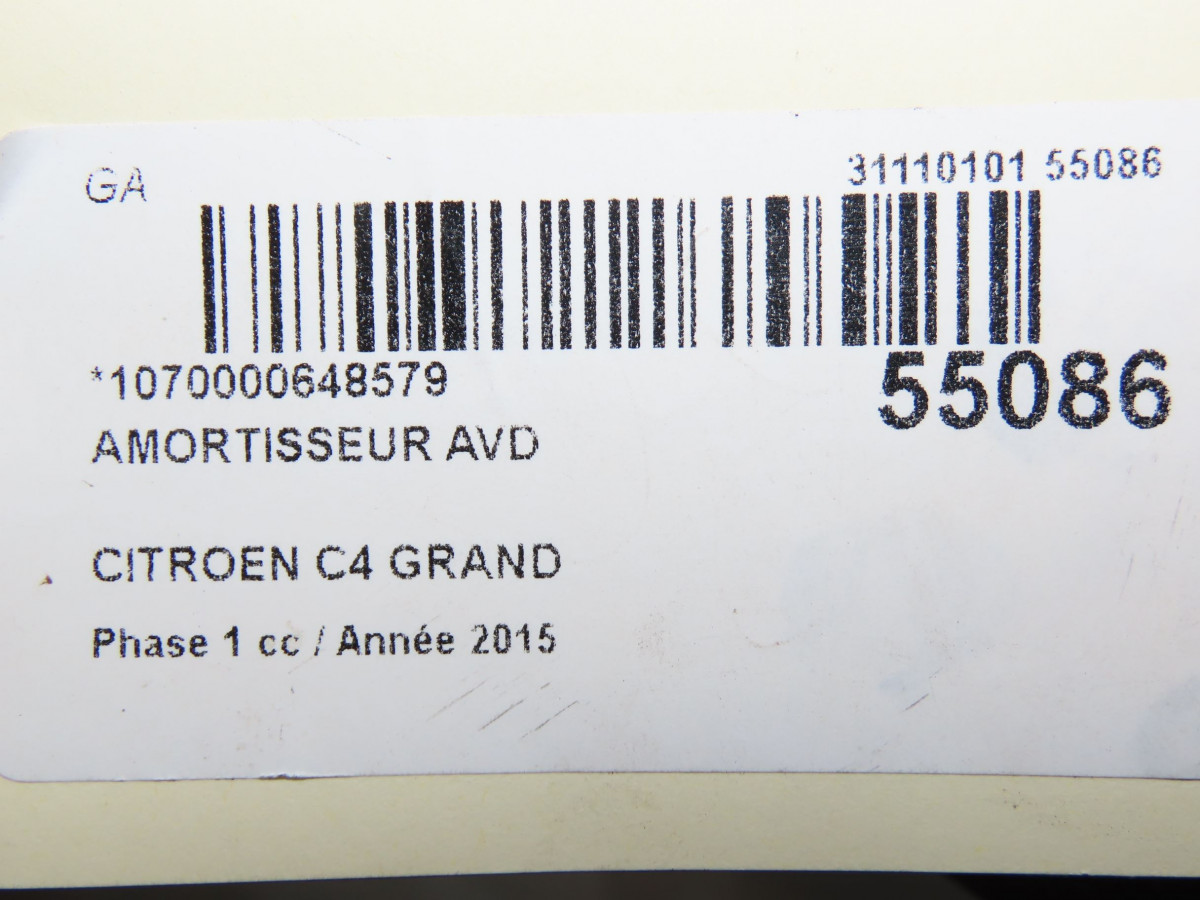 GA
31110101 55086
*1070000648579
55086
AMORTISSEUR AVD
CITROEN C4 GRAND
Phase 1 cc / Année 2015